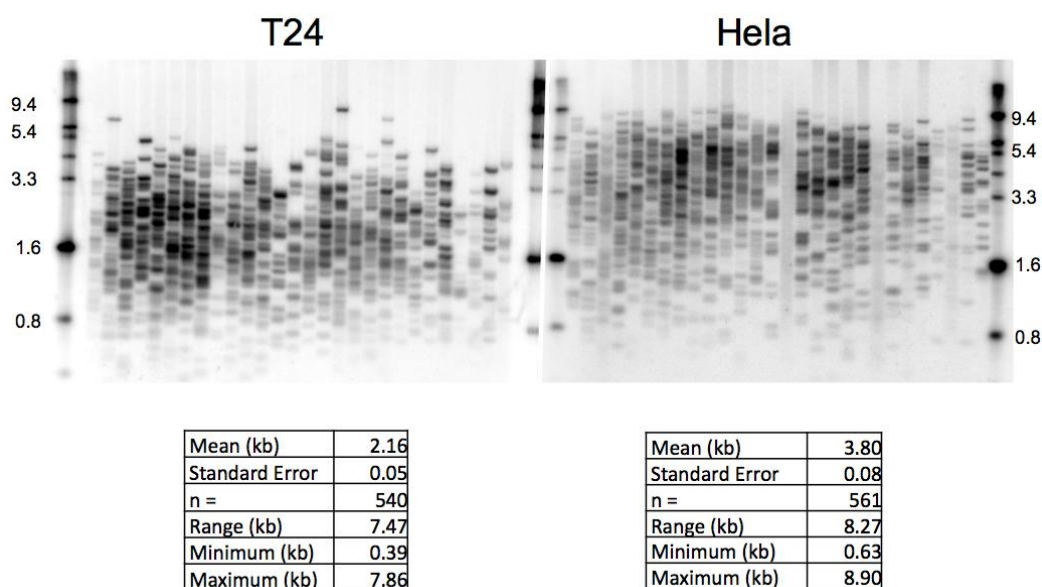 T24
Hela
9.4
5.4
3.3
1.6
0.8
9.4
5.4
3.3
1.6
0.8
Mean (kb) 2.16
Standard Error 0.05
n = 540
Range (kb) 7.47
Minimum (kb) 0.39
Maximum (kb) 7.86
Mean (kb) 3.80
Standard Error 0.08
n = 561
Range (kb) 8.27
Minimum (kb) 0.63
Maximum (kb) 8.90